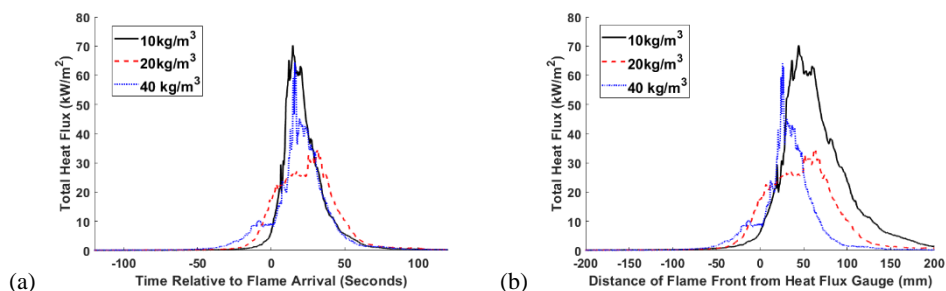 80
70
60
50
40
30
20
10
0
Total Heat Flux (kW/m²)
10kg/m³
20kg/m³
40 kg/m³
-100 -50 0 50 100
Time Relative to Flame Arrival (Seconds)
(a)
80
70
60
50
40
30
20
10
0
Total Heat Flux (kW/m²)
10kg/m³
20kg/m³
40 kg/m³
-200 -150 -100 -50 0 50 100 150 200
Distance of Flame Front from Heat Flux Gauge (mm)
(b)